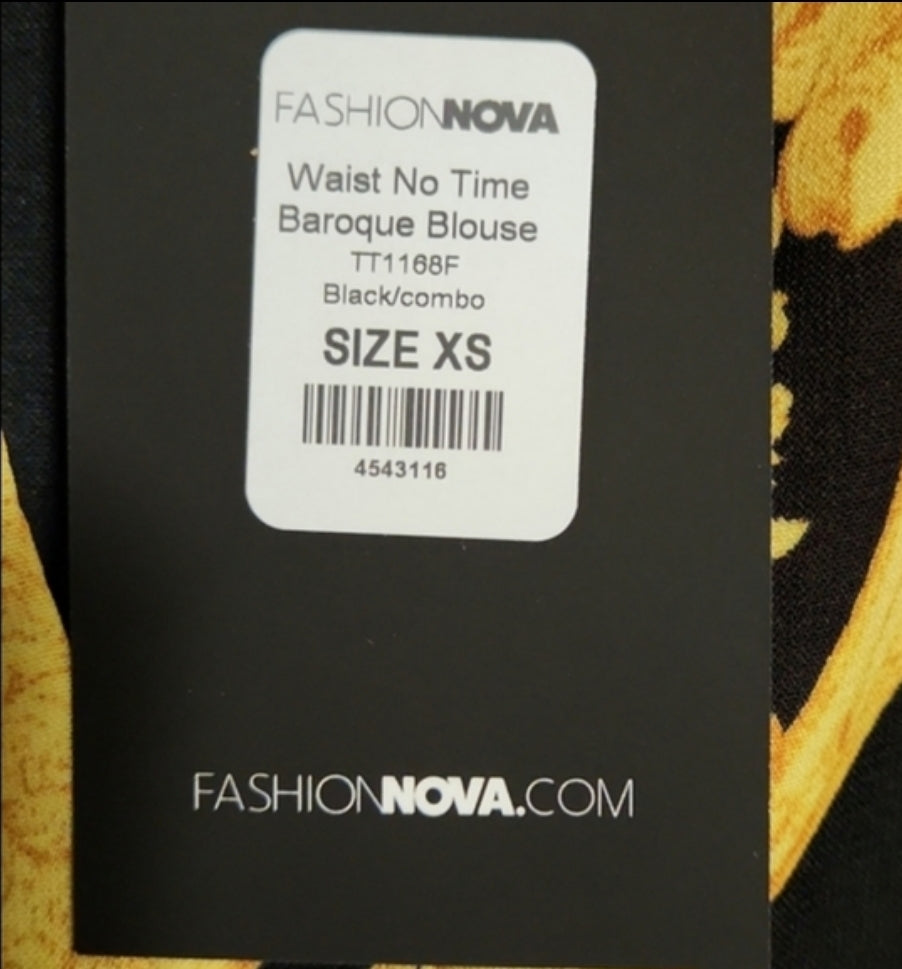 FASHIONNOVA
Waist No Time
Baroque Blouse
TT1168F
Black/combo
SIZE XS
4543116
FASHIONNOVA.COM